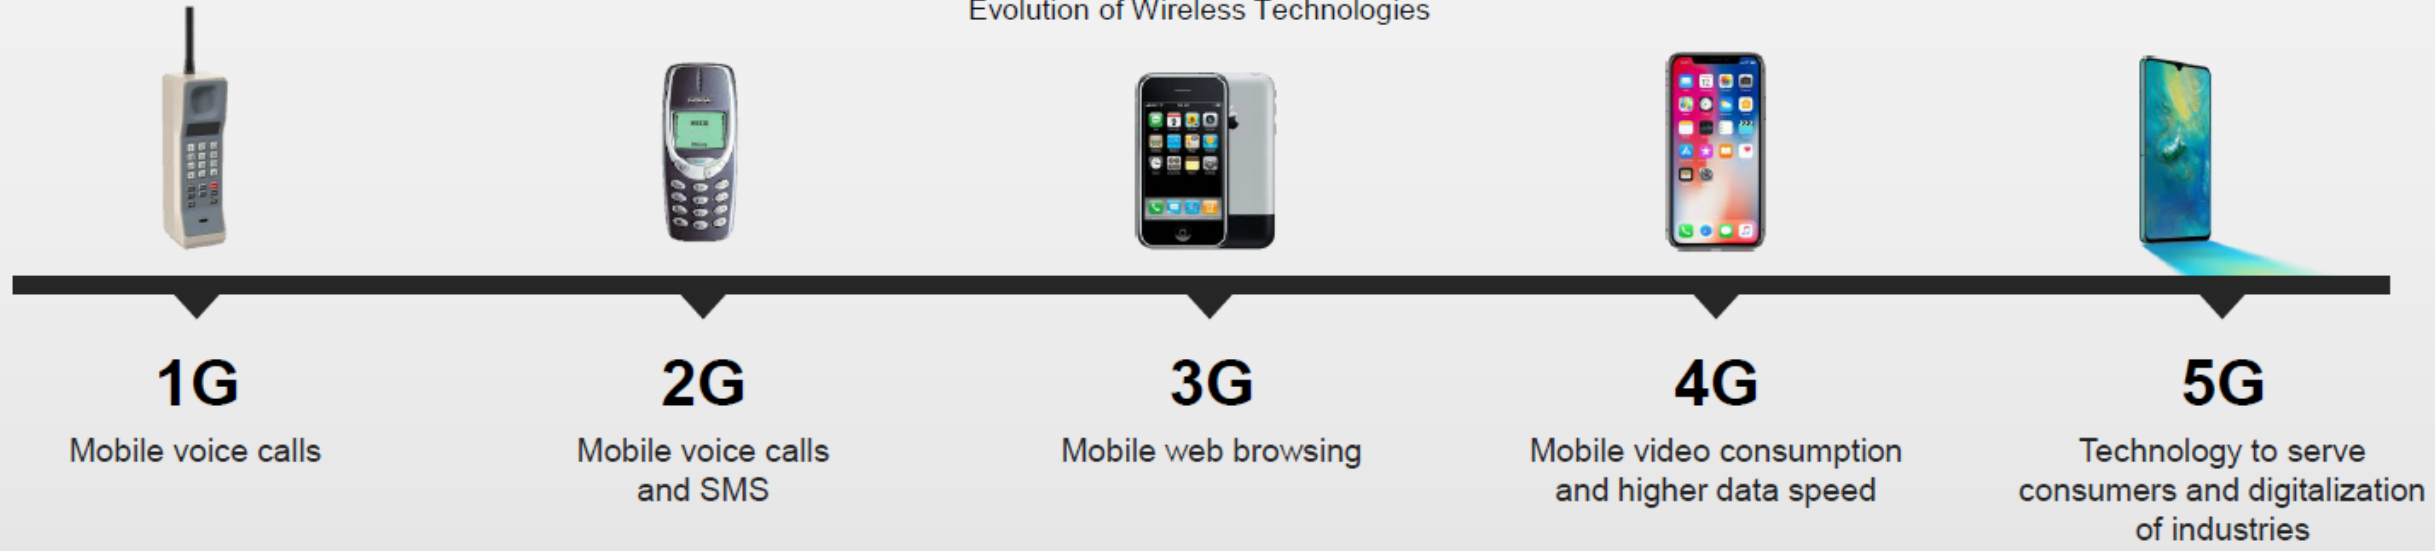 Evolution of Wireless Technologies
1G
Mobile voice calls
2G
Mobile voice calls
and SMS
3G
Mobile web browsing
4G
Mobile video consumption
and higher data speed
5G
Technology to serve
consumers and digitalization
of industries